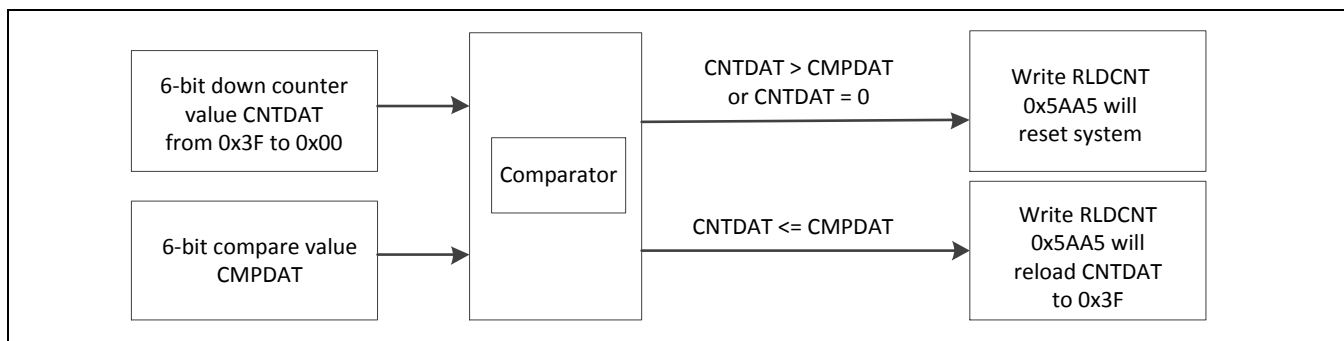 6-bit down counter
value CNTDAT
from 0x3F to 0x00
6-bit compare value
CMPDAT
Comparator
CNTDAT > CMPDAT
or CNTDAT = 0
CNTDAT <= CMPDAT
Write RLDCNT
0x5AA5 will
reset system
Write RLDCNT
0x5AA5 will
reload CNTDAT
to 0x3F